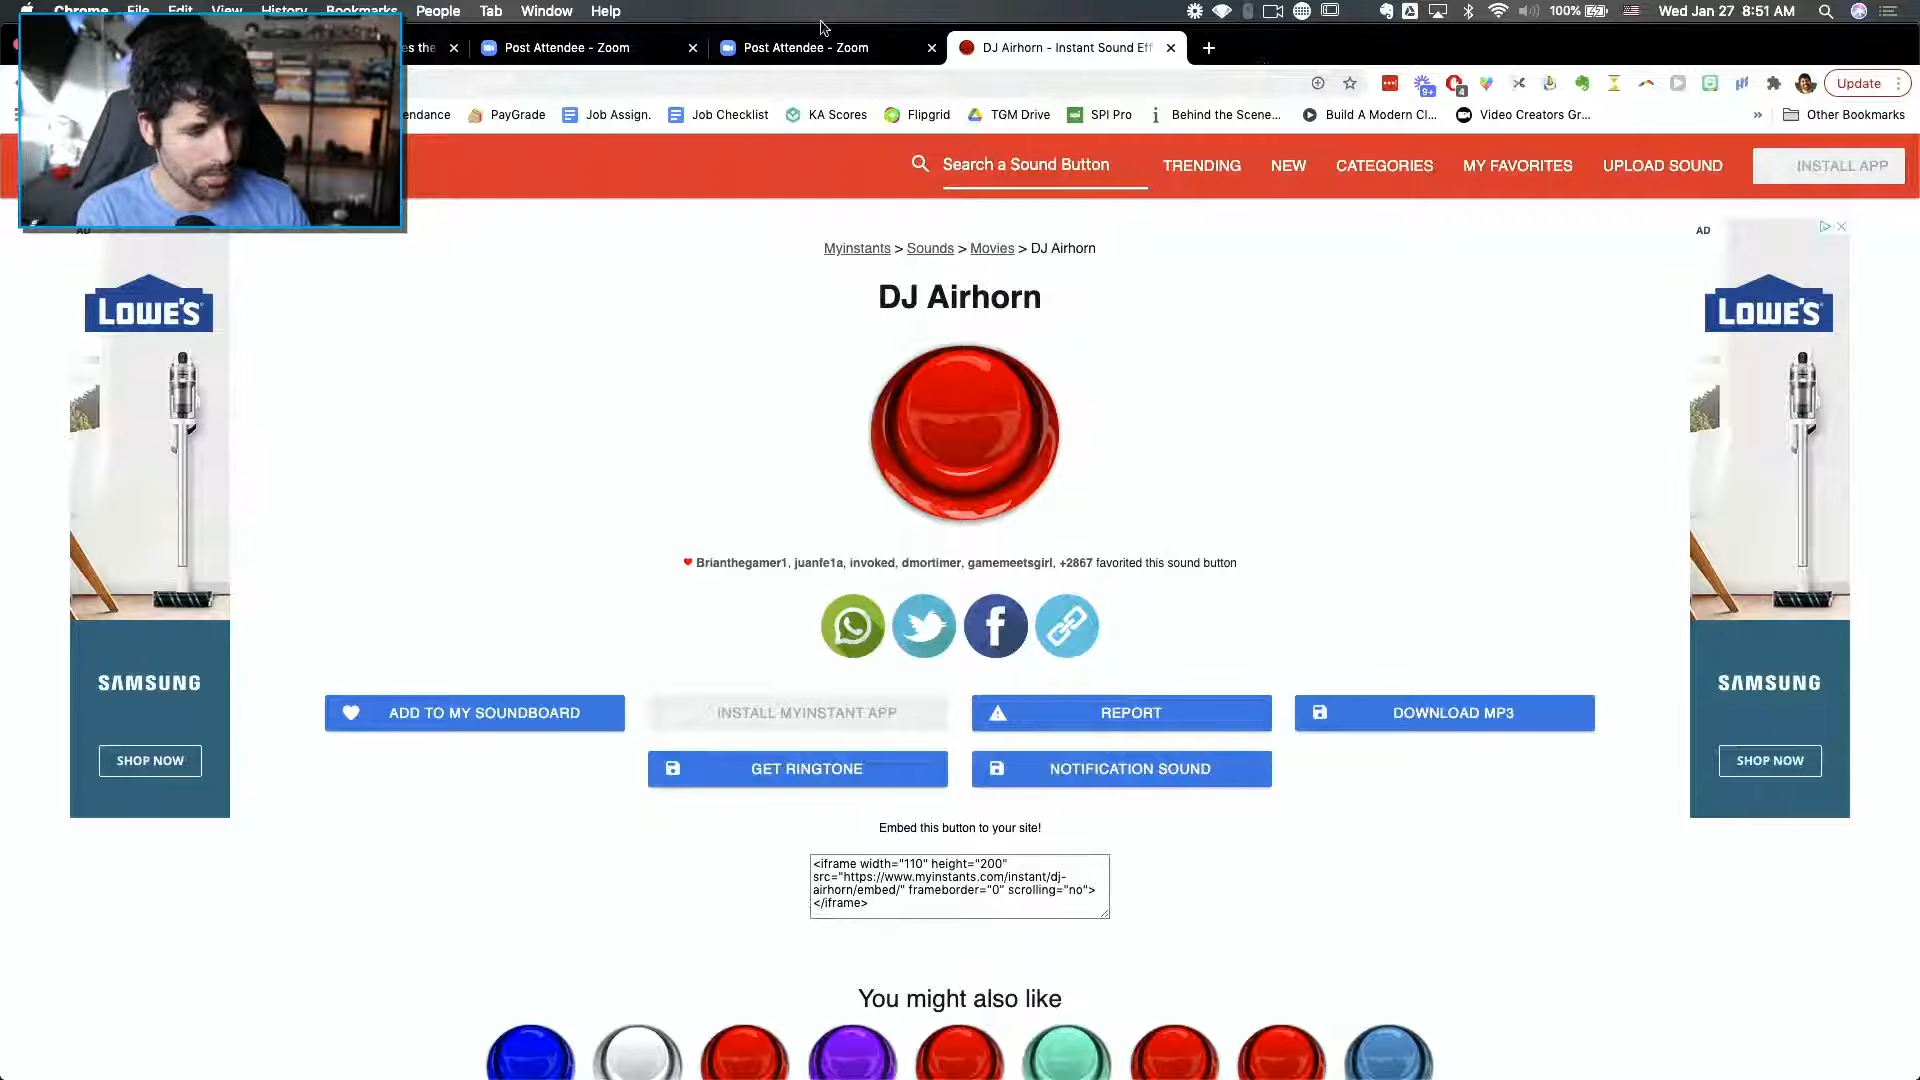 Chrome File Edit View History Bookmarks People Tab Window Help
100% Wed Jan 27 8:51 AM
es the
Post Attendee - Zoom
Post Attendee - Zoom
DJ Airhorn - Instant Sound Eff
9+ 4 Update
endance PayGrade Job Assign. Job Checklist KA Scores Flipgrid TGM Drive SPI Pro Behind the Scene... Build A Modern Cl... Video Creators Gr... » Other Bookmarks
Search a Sound Button TRENDING NEW CATEGORIES MY FAVORITES UPLOAD SOUND INSTALL APP
AD
AD
Myinstants > Sounds > Movies > DJ Airhorn
DJ Airhorn
LOWE'S
LOWE'S
Brianthegamer1, juanfe1a, invoked, dmortimer, gamemeetsgirl, +2867 favorited this sound button
SAMSUNG
SAMSUNG
ADD TO MY SOUNDBOARD INSTALL MYINSTANT APP REPORT DOWNLOAD MP3
SHOP NOW
SHOP NOW
GET RINGTONE NOTIFICATION SOUND
Embed this button to your site!
<iframe width="110" height="200"
src="https://www.myinstants.com/instant/dj-
airhorn/embed/" frameborder="0" scrolling="no">
</iframe>
You might also like